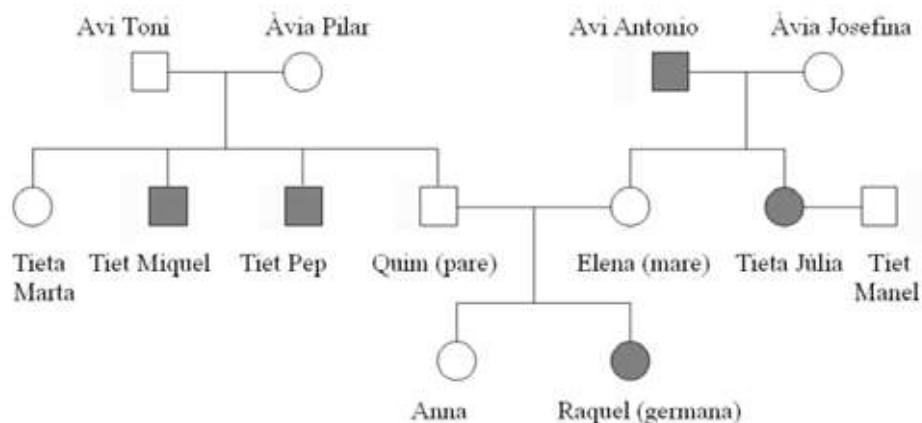 Avi Toni
Àvia Pilar
Avi Antonio
Àvia Josefina
Tieta
Marta
Tiet Miquel
Tiet Pep
Quim (pare)
Elena (mare)
Tieta Júlia
Tiet
Manel
Anna
Raquel (germana)